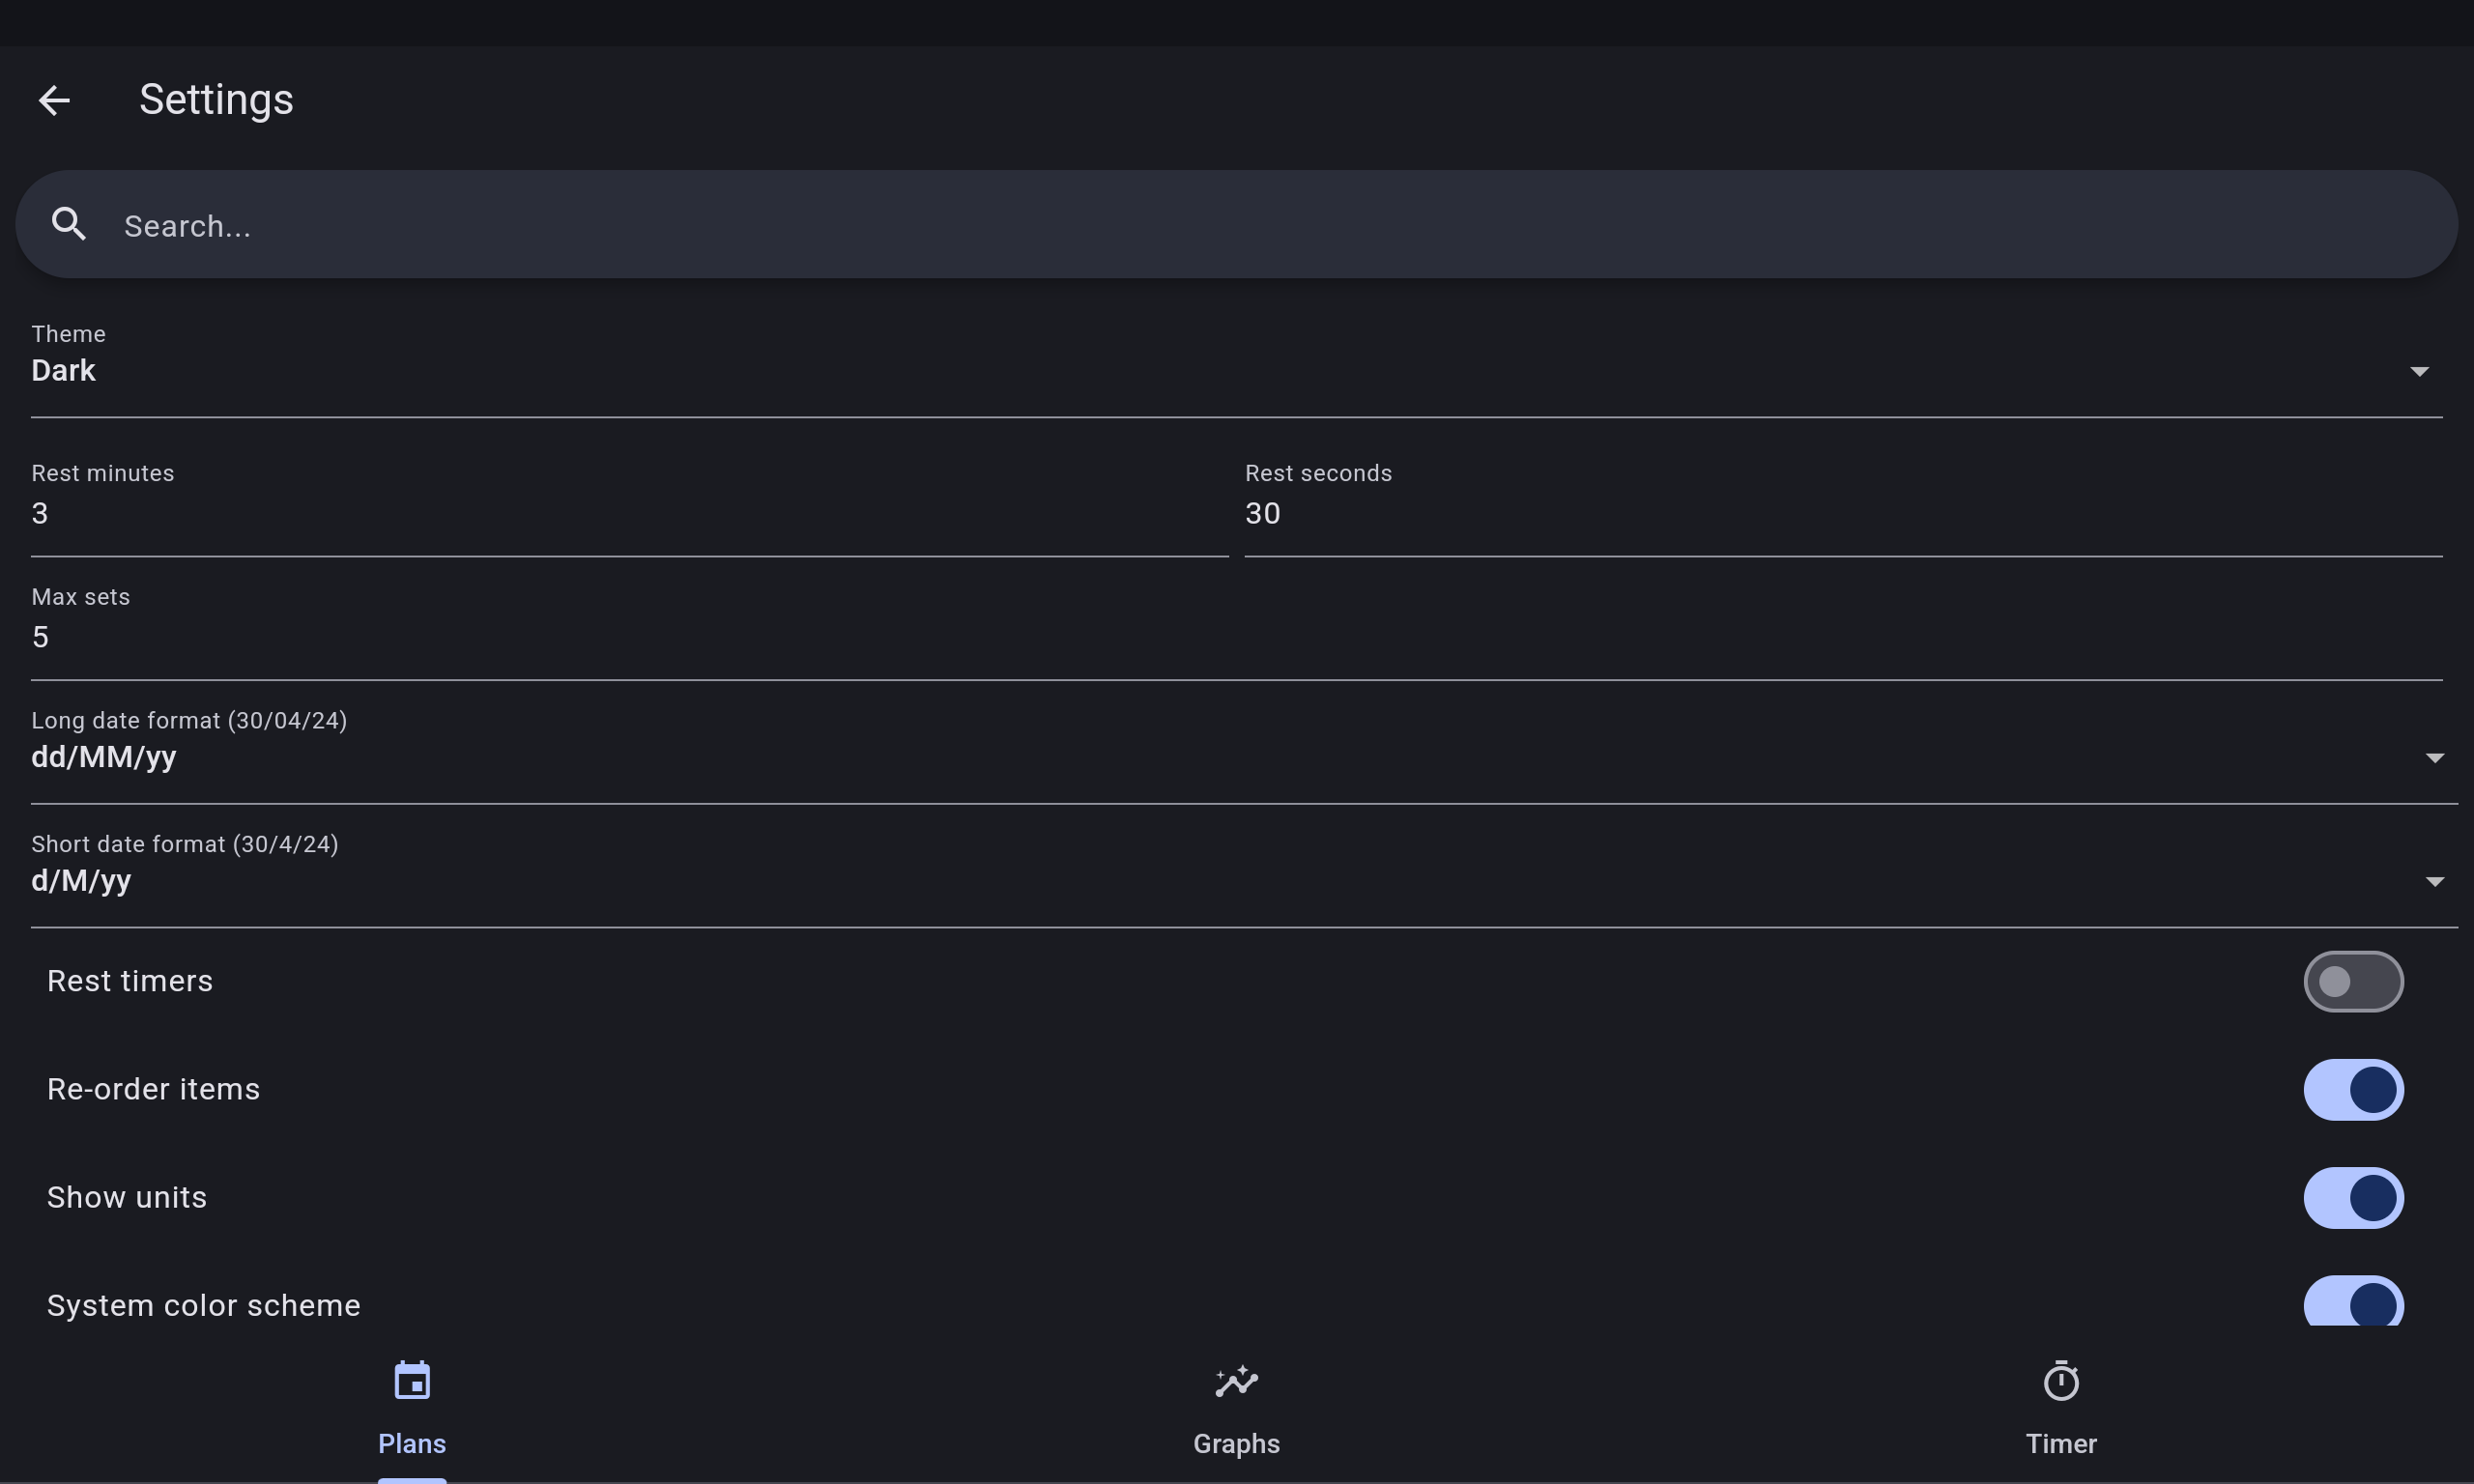 Settings
Search...
Theme
Dark
Rest minutes
3
Rest seconds
30
Max sets
5
Long date format (30/04/24)
dd/MM/yy
Short date format (30/4/24)
d/M/yy
Rest timers
Re-order items
Show units
System color scheme
Plans
Graphs
Timer